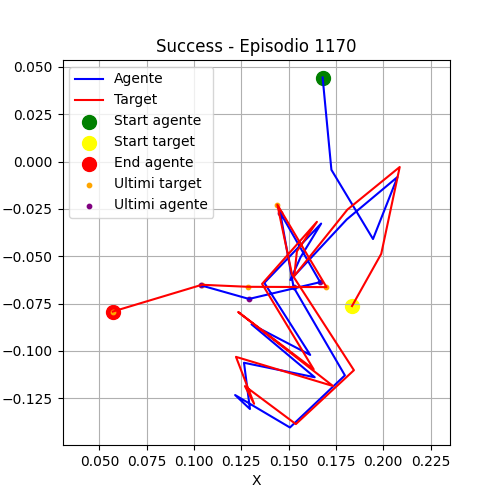 Success - Episodio 1170
Agente
Target
Start agente
Start target
End agente
Ultimi target
Ultimi agente
0.050
0.025
0.000
−0.025
−0.050
−0.075
−0.100
−0.125
0.050 0.075 0.100 0.125 0.150 0.175 0.200 0.225
X